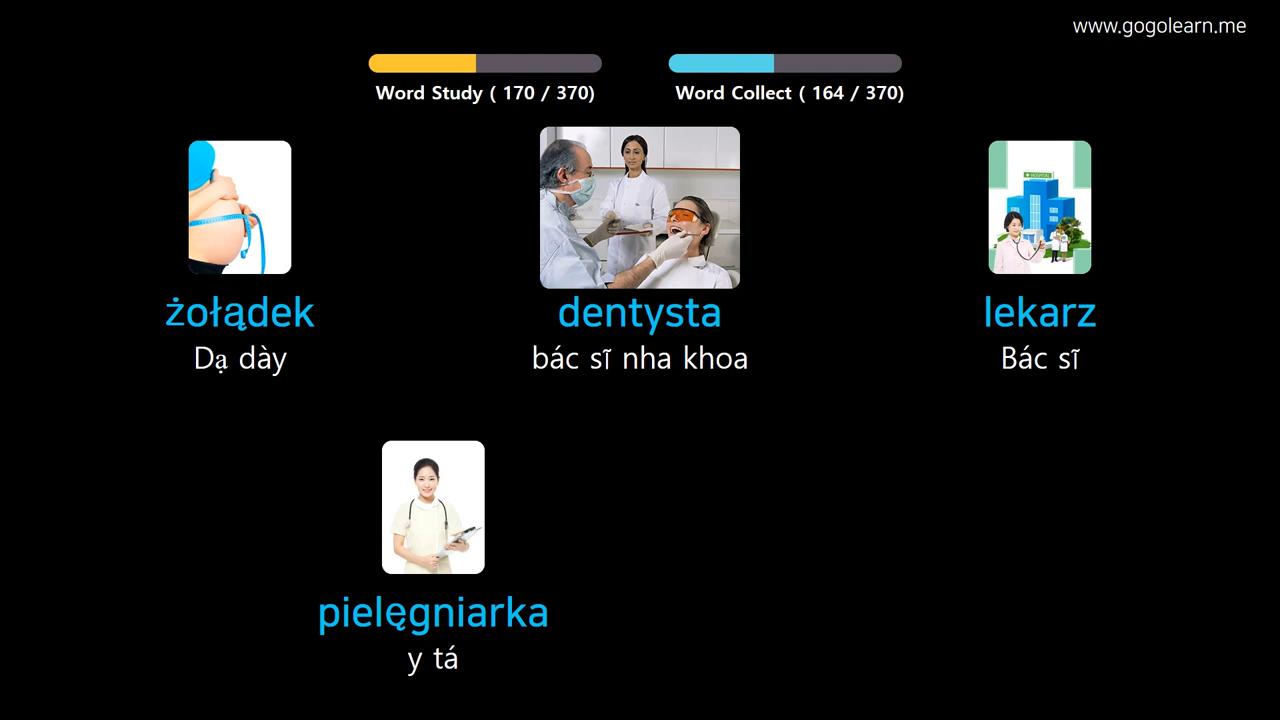 www.gogolearn.me
Word Study ( 170 / 370)
Word Collect ( 164 / 370)
HOSPITAL
żołądek
dentysta
lekarz
Dạ dày
bác sĩ nha khoa
Bác sĩ
pielęgniarka
y tá